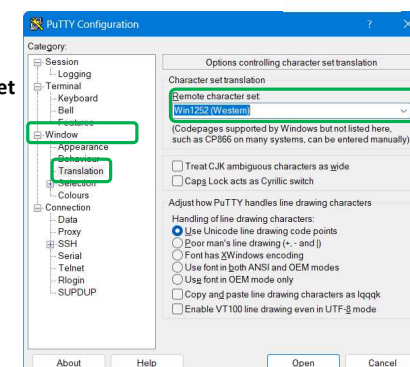 PuTTY Configuration
? X
Category:
Session
Logging
et
Terminal
Keyboard
Bell
Features
Window
Appearance
Behaviour
Translation
Selection
Colours
Connection
Data
Proxy
SSH
Serial
Telnet
Rlogin
SUPDUP
Options controlling character set translation
Character set translation
Remote character set:
Win1252 (Western)
(Codepages supported by Windows but not listed here,
such as CP866 on many systems, can be entered manually)
Treat CJK ambiguous characters as wide
Caps Lock acts as Cyrillic switch
Adjust how PuTTY handles line drawing characters
Handling of line drawing characters:
Use Unicode line drawing code points
Poor man's line drawing (+, - and |)
Font has XWindows encoding
Use font in both ANSI and OEM modes
Use font in OEM mode only
Copy and paste line drawing characters as lqqqk
Enable VT100 line drawing even in UTF-8 mode
About
Help
Open
Cancel